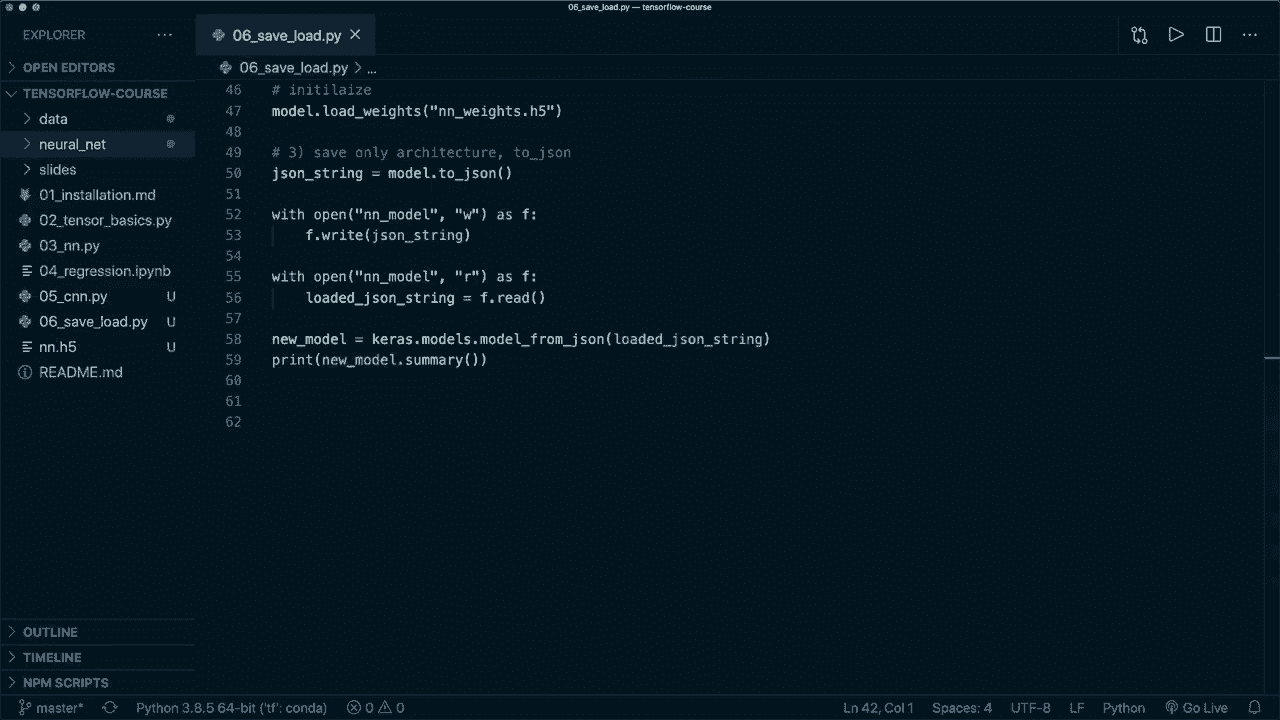 06_save_load.py — tensorflow-course
EXPLORER
06_save_load.py
OPEN EDITORS
06_save_load.py > ...
TENSORFLOW-COURSE
data
neural_net
slides
01_installation.md
02_tensor_basics.py
03_nn.py
04_regression.ipynb
05_cnn.py U
06_save_load.py U
nn.h5 U
README.md
46 # initilaize
47 model.load_weights("nn_weights.h5")
48
49 # 3) save only architecture, to_json
50 json_string = model.to_json()
51
52 with open("nn_model", "w") as f:
53     f.write(json_string)
54
55 with open("nn_model", "r") as f:
56     loaded_json_string = f.read()
57
58 new_model = keras.models.model_from_json(loaded_json_string)
59 print(new_model.summary())
60
61
62
OUTLINE
TIMELINE
NPM SCRIPTS
master* Python 3.8.5 64-bit ('tf': conda) 0 0 Ln 42, Col 1 Spaces: 4 UTF-8 LF Python Go Live